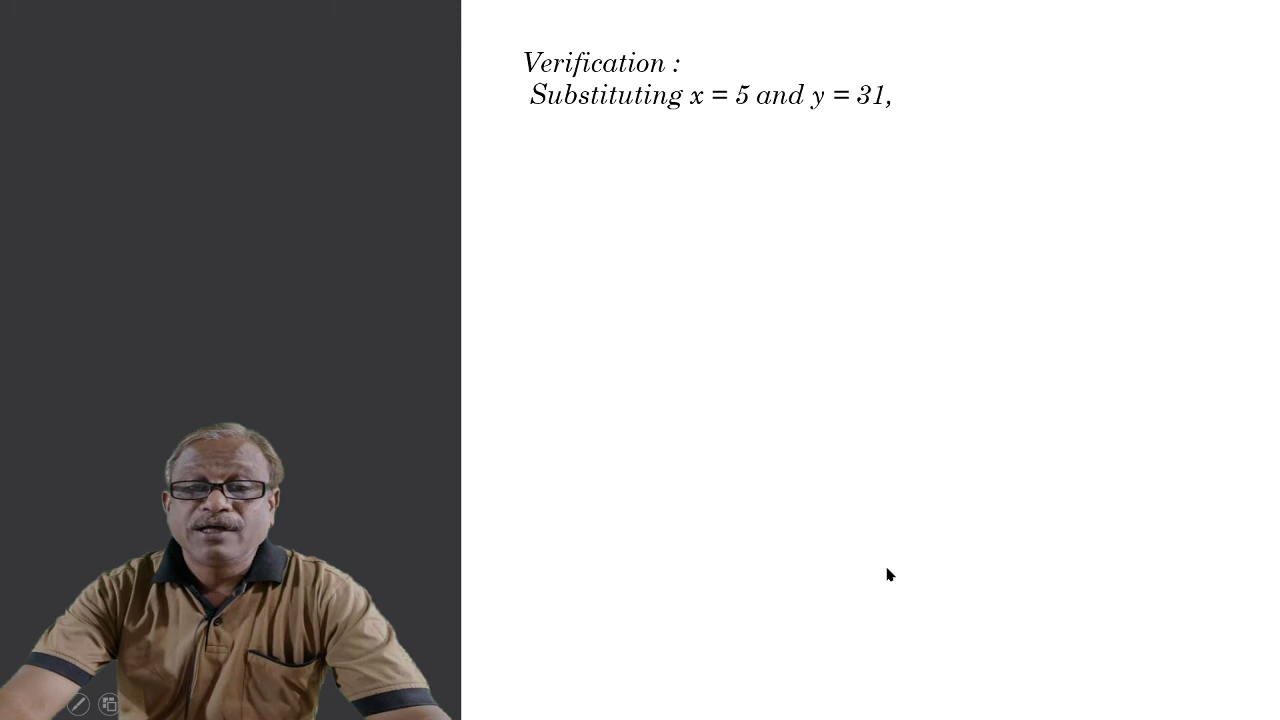 Verification :
Substituting x = 5 and y = 31,